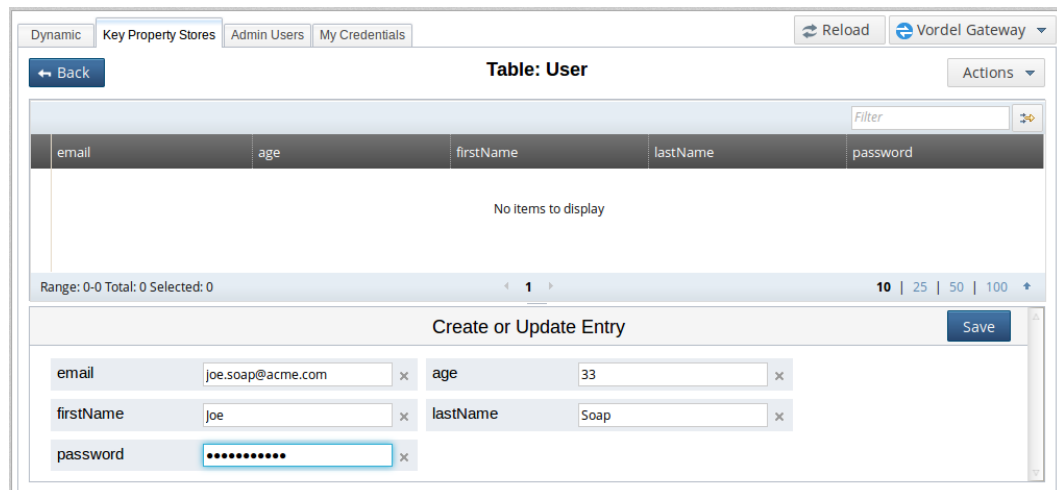 Dynamic Key Property Stores Admin Users My Credentials Reload Vordel Gateway
Back Table: User Actions
Filter
email age firstName lastName password
No items to display
Range: 0-0 Total: 0 Selected: 0 1 10 | 25 | 50 | 100
Create or Update Entry Save
email joe.soap@acme.com age 33
firstName Joe lastName Soap
password •••••••••••